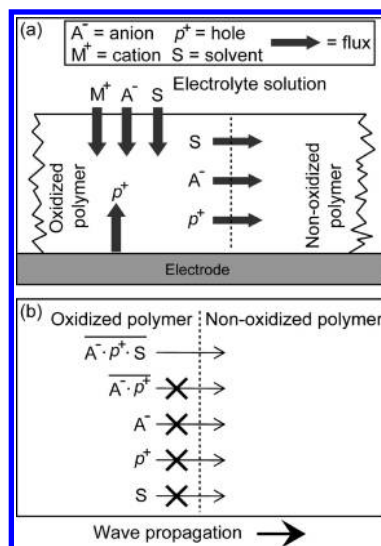 (a)
A⁻ = anion p⁺ = hole
M⁺ = cation S = solvent = flux
Electrolyte solution
M⁺ A⁻ S
Oxidized polymer
p⁺
S
A⁻
p⁺
Non-oxidized polymer
Electrode
(b)
Oxidized polymer Non-oxidized polymer
A⁻·p⁺·S
A⁻·p⁺
A⁻
p⁺
S
Wave propagation